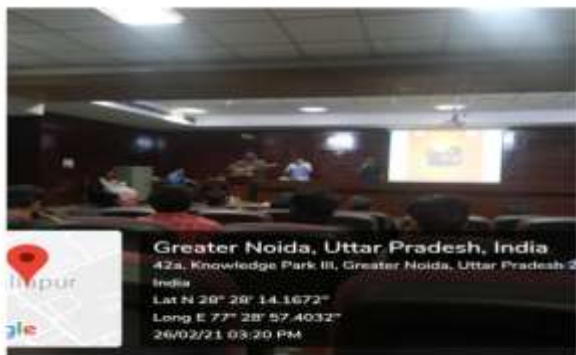 Greater Noida, Uttar Pradesh, India
42a, Knowledge Park III, Greater Noida, Uttar Pradesh 2
India
Lat N 28° 28' 14.1672"
Long E 77° 28' 57.4032"
26/02/21 03:20 PM